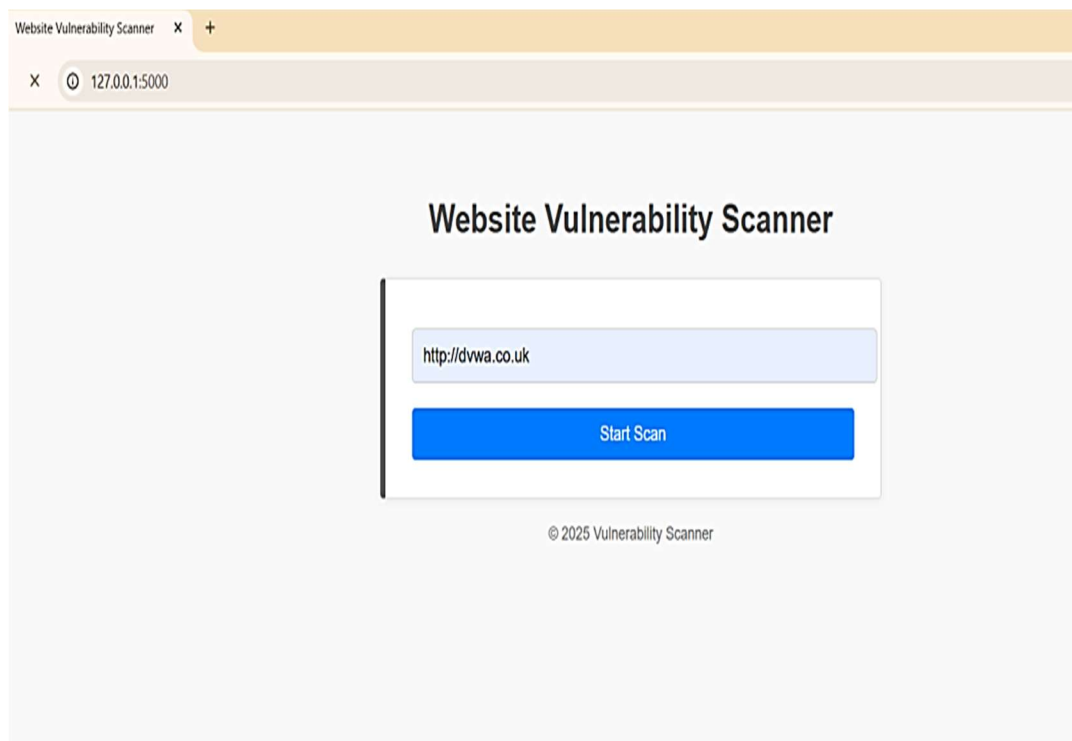 Website Vulnerability Scanner
127.0.0.1:5000
Website Vulnerability Scanner
http://dvwa.co.uk
Start Scan
© 2025 Vulnerability Scanner